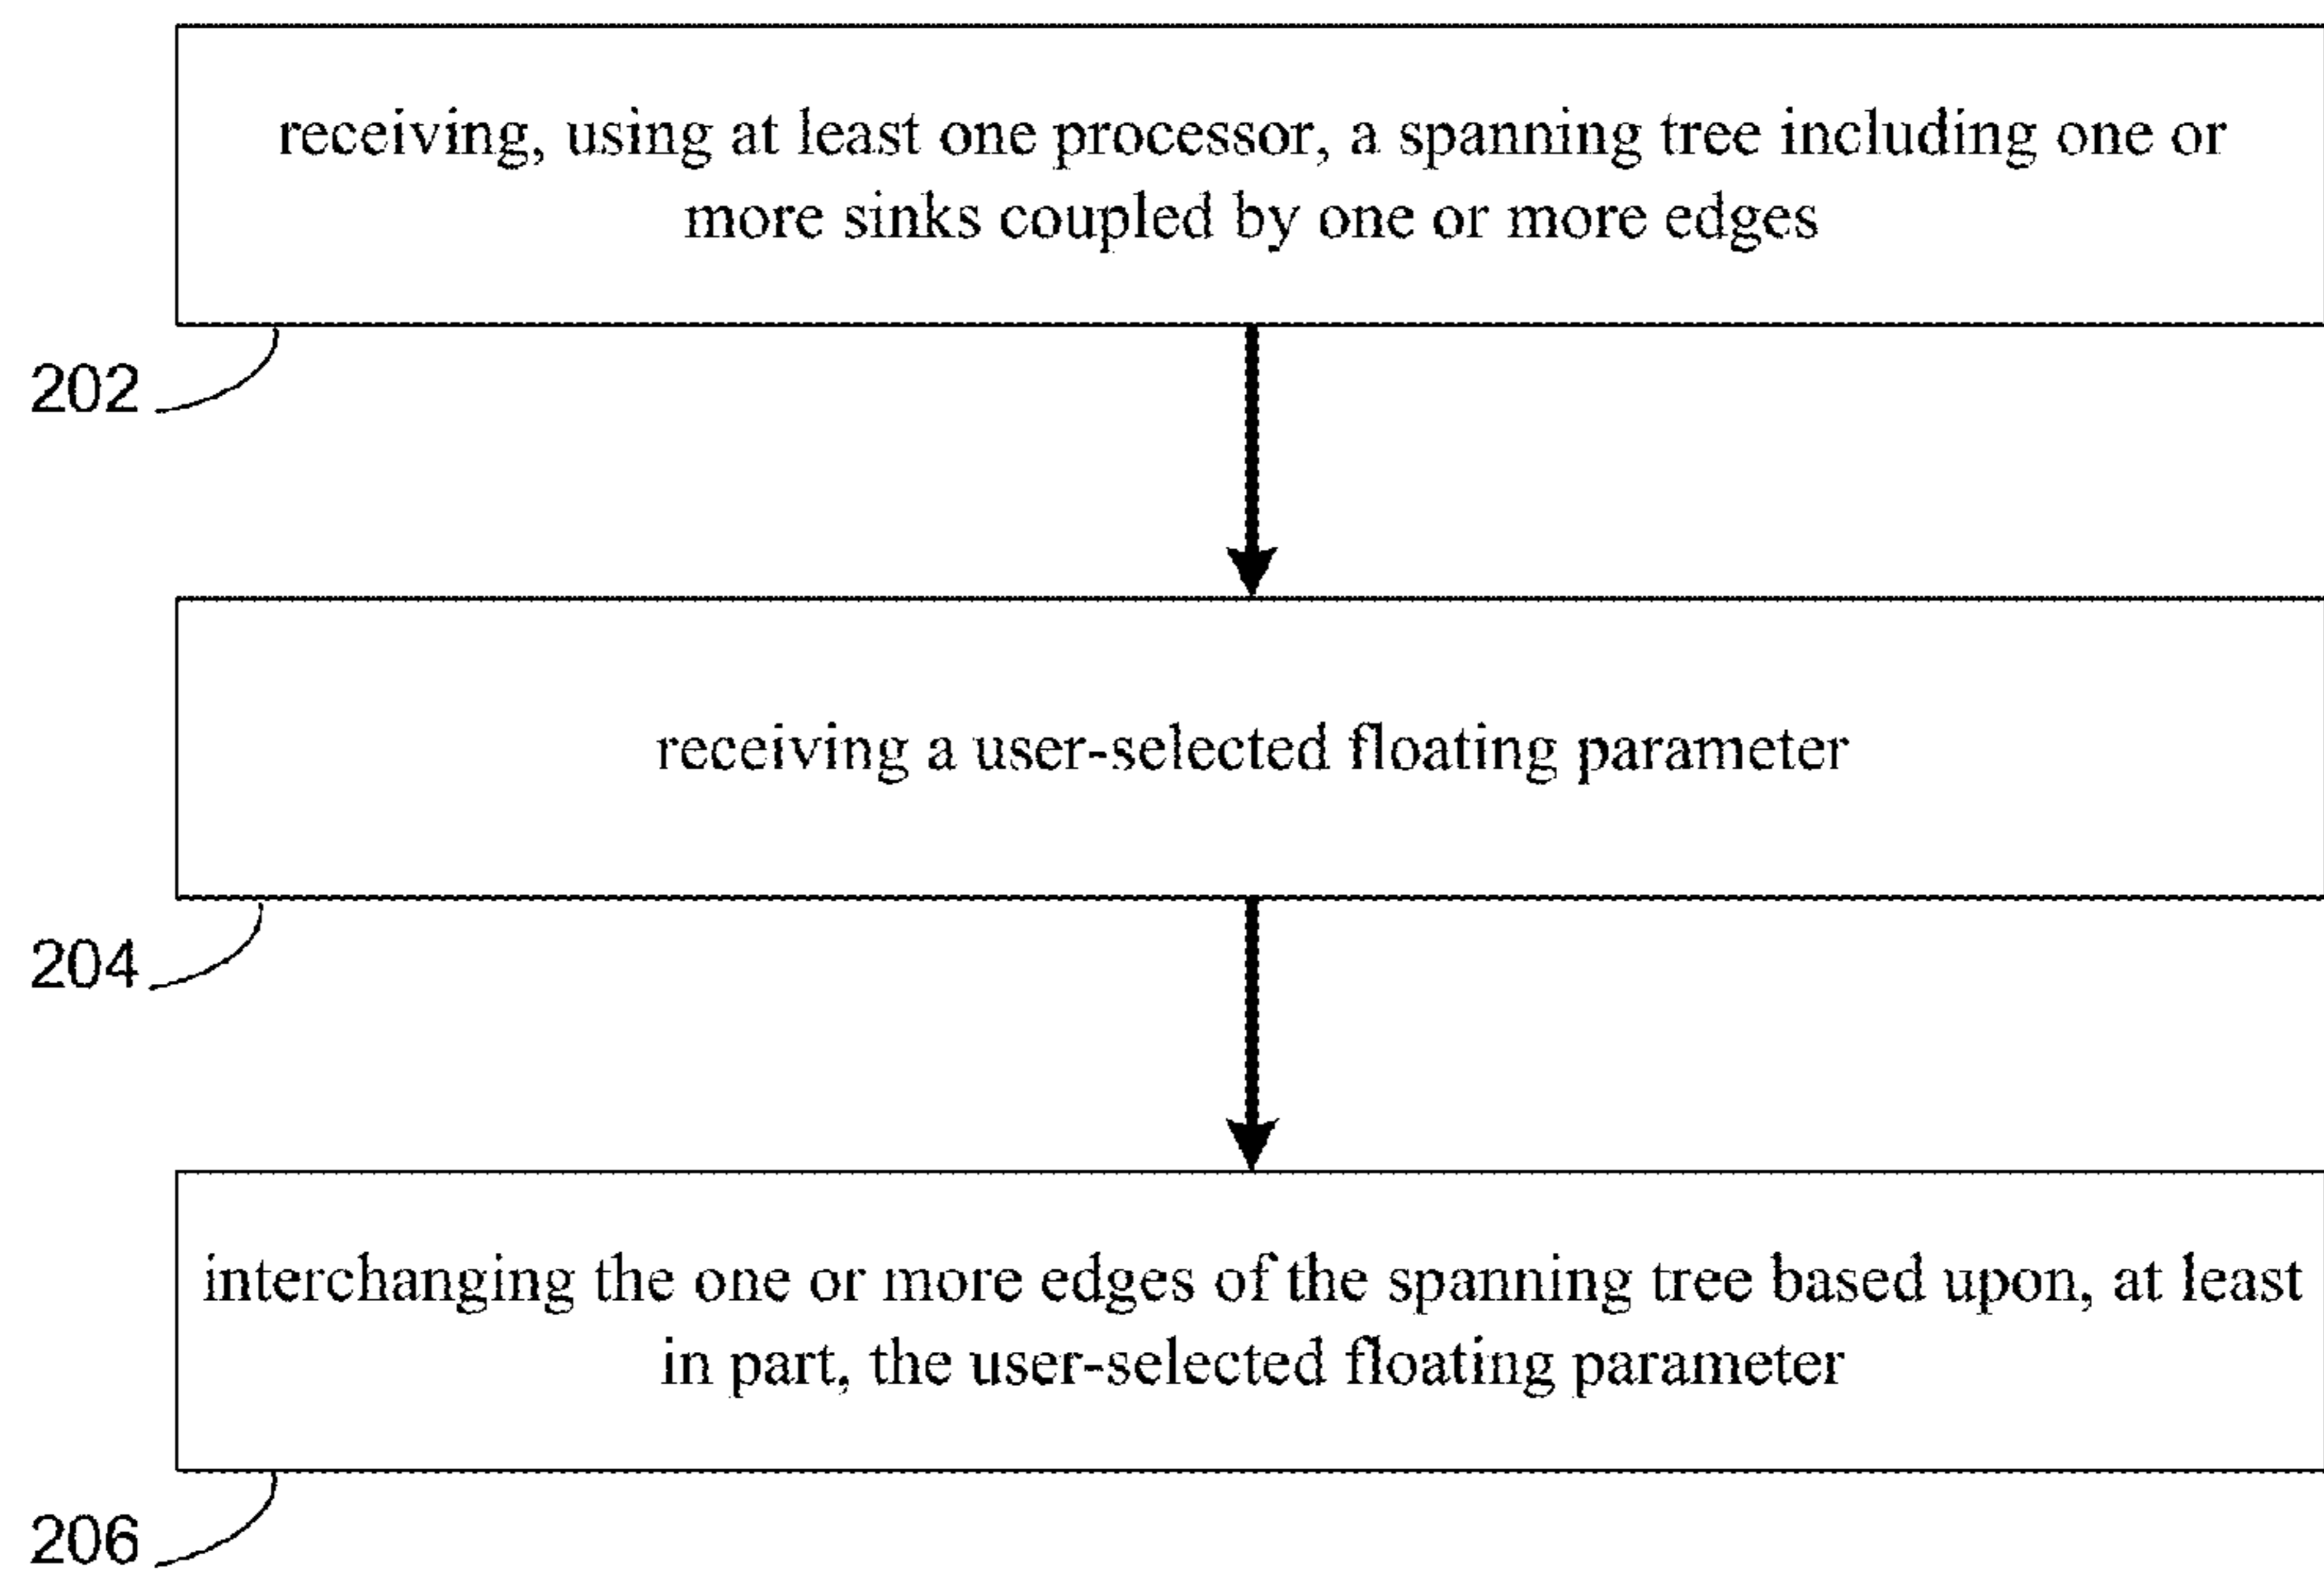 receiving, using at least one processor, a spanning tree including one or
more sinks coupled by one or more edges
202
receiving a user-selected floating parameter
204
interchanging the one or more edges of the spanning tree based upon, at least
in part, the user-selected floating parameter
206